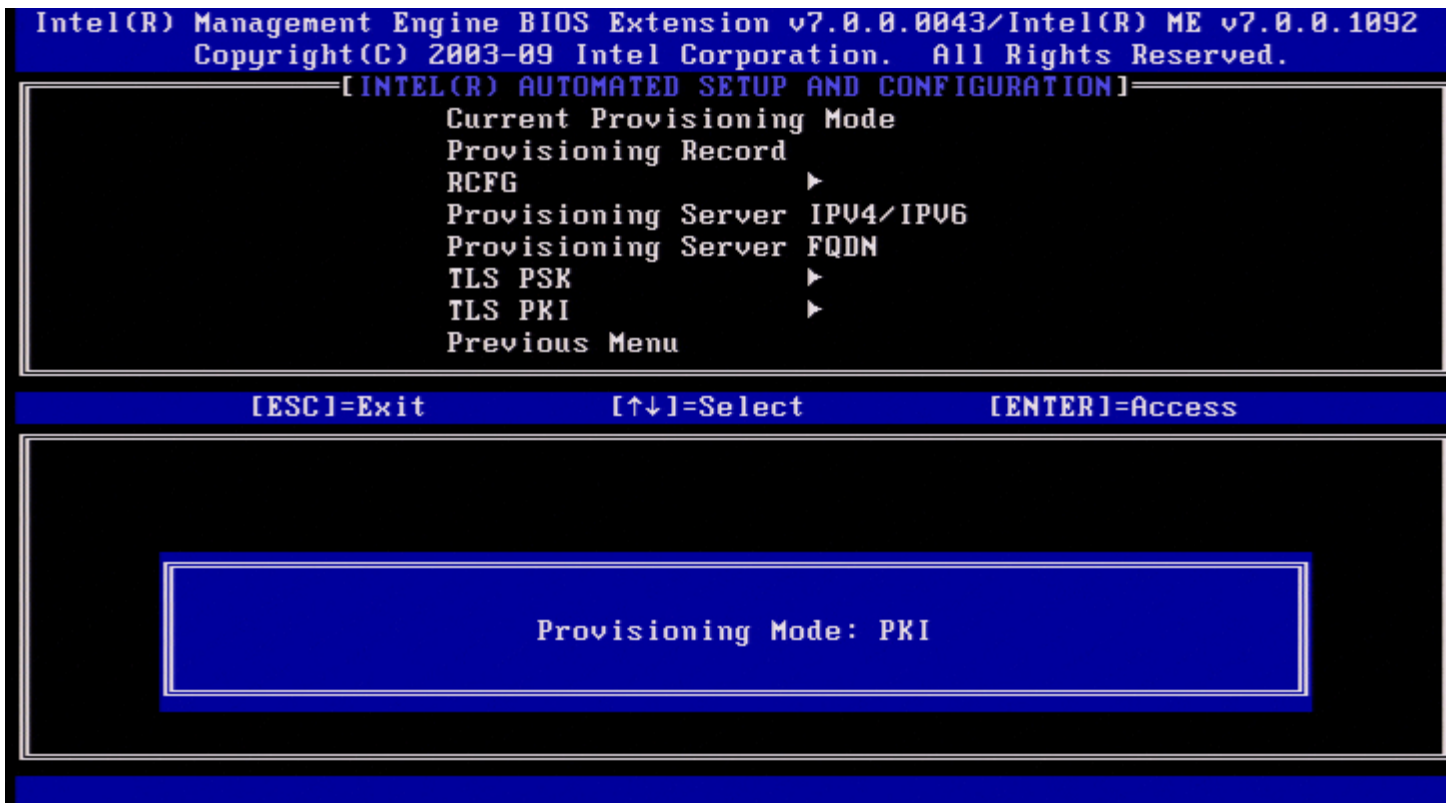 Intel(R) Management Engine BIOS Extension v7.0.0.0043/Intel(R) ME v7.0.0.1092
Copyright(C) 2003-09 Intel Corporation. All Rights Reserved.
[INTEL(R) AUTOMATED SETUP AND CONFIGURATION]
Current Provisioning Mode
Provisioning Record
RCFG ►
Provisioning Server IPV4/IPV6
Provisioning Server FQDN
TLS PSK ►
TLS PKI ►
Previous Menu
[ESC]=Exit [↑↓]=Select [ENTER]=Access
Provisioning Mode: PKI